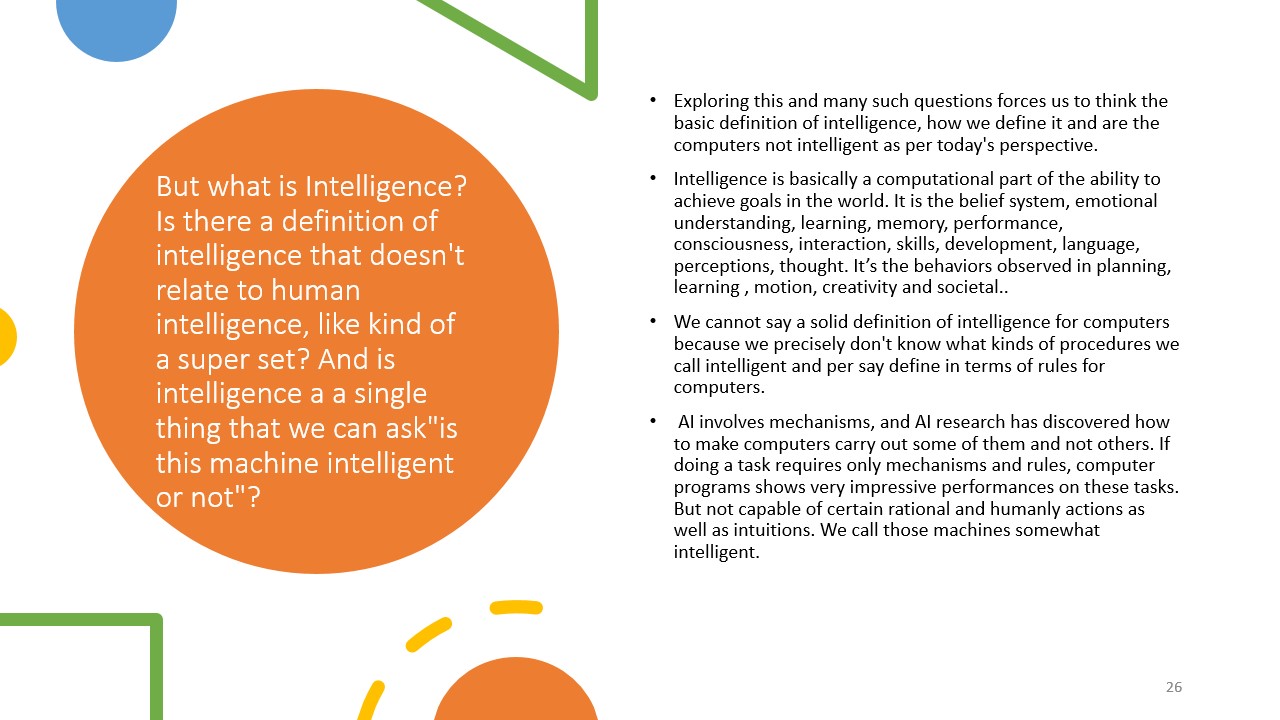 But what is Intelligence?
Is there a definition of
intelligence that doesn't
relate to human
intelligence, like kind of
a super set? And is
intelligence a a single
thing that we can ask"is
this machine intelligent
or not"?
• Exploring this and many such questions forces us to think the
basic definition of intelligence, how we define it and are the
computers not intelligent as per today's perspective.
• Intelligence is basically a computational part of the ability to
achieve goals in the world. It is the belief system, emotional
understanding, learning, memory, performance,
consciousness, interaction, skills, development, language,
perceptions, thought. It’s the behaviors observed in planning,
learning , motion, creativity and societal..
• We cannot say a solid definition of intelligence for computers
because we precisely don't know what kinds of procedures we
call intelligent and per say define in terms of rules for
computers.
• AI involves mechanisms, and AI research has discovered how
to make computers carry out some of them and not others. If
doing a task requires only mechanisms and rules, computer
programs shows very impressive performances on these tasks.
But not capable of certain rational and humanly actions as
well as intuitions. We call those machines somewhat
intelligent.
26